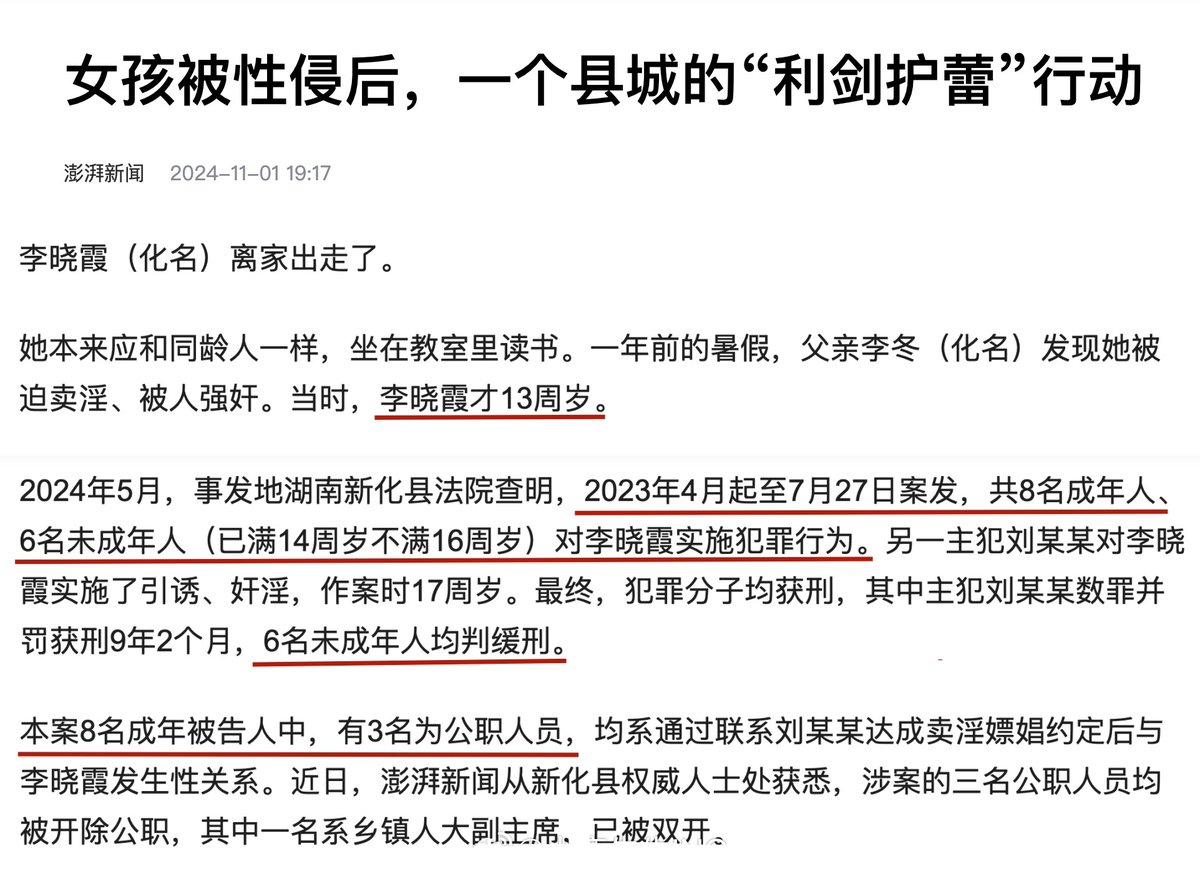 女孩被性侵后，一个县城的“利剑护蕾”行动
澎湃新闻 2024-11-01 19:17
李晓霞（化名）离家出走了。
她本来应和同龄人一样，坐在教室里读书。一年前的暑假，父亲李冬（化名）发现她被
迫卖淫、被人强奸。当时，李晓霞才13周岁。
2024年5月，事发地湖南新化县法院查明，2023年4月起至7月27日案发，共8名成年人、
6名未成年人（已满14周岁不满16周岁）对李晓霞实施犯罪行为。另一主犯刘某某对李晓
霞实施了引诱、奸淫，作案时17周岁。最终，犯罪分子均获刑，其中主犯刘某某数罪并
罚获刑9年2个月，6名未成年人均判缓刑。
本案8名成年被告人中，有3名为公职人员，均系通过联系刘某某达成卖淫嫖娼约定后与
李晓霞发生性关系。近日，澎湃新闻从新化县权威人士处获悉，涉案的三名公职人员均
被开除公职，其中一名系乡镇人大副主席，已被双开。